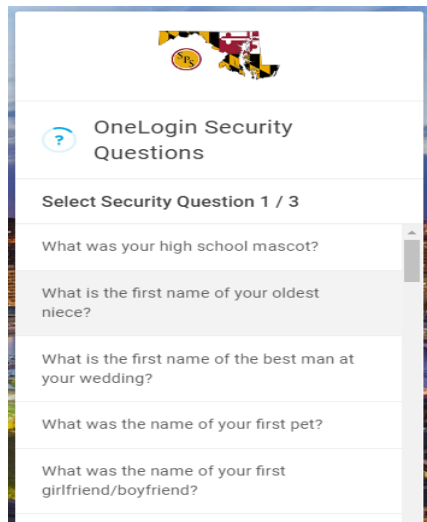 SPS
OneLogin Security
Questions
?
Select Security Question 1 / 3
What was your high school mascot?
What is the first name of your oldest
niece?
What is the first name of the best man at
your wedding?
What was the name of your first pet?
What was the name of your first
girlfriend/boyfriend?